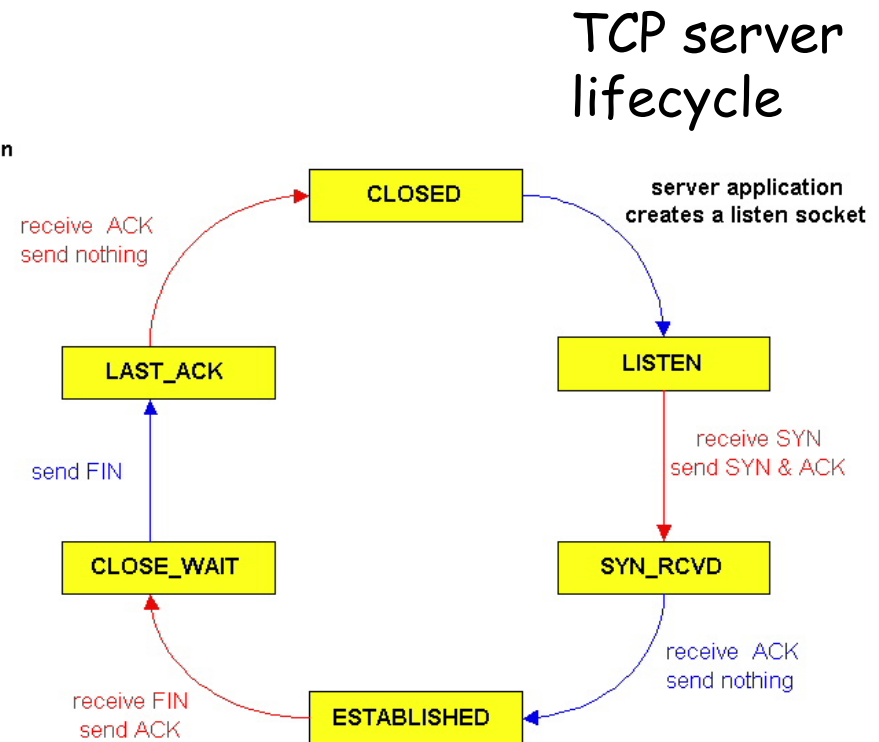 TCP server
lifecycle
n
CLOSED
server application
creates a listen socket
receive ACK
send nothing
LAST_ACK
LISTEN
receive SYN
send SYN & ACK
send FIN
CLOSE_WAIT
SYN_RCVD
receive ACK
send nothing
receive FIN
send ACK
ESTABLISHED